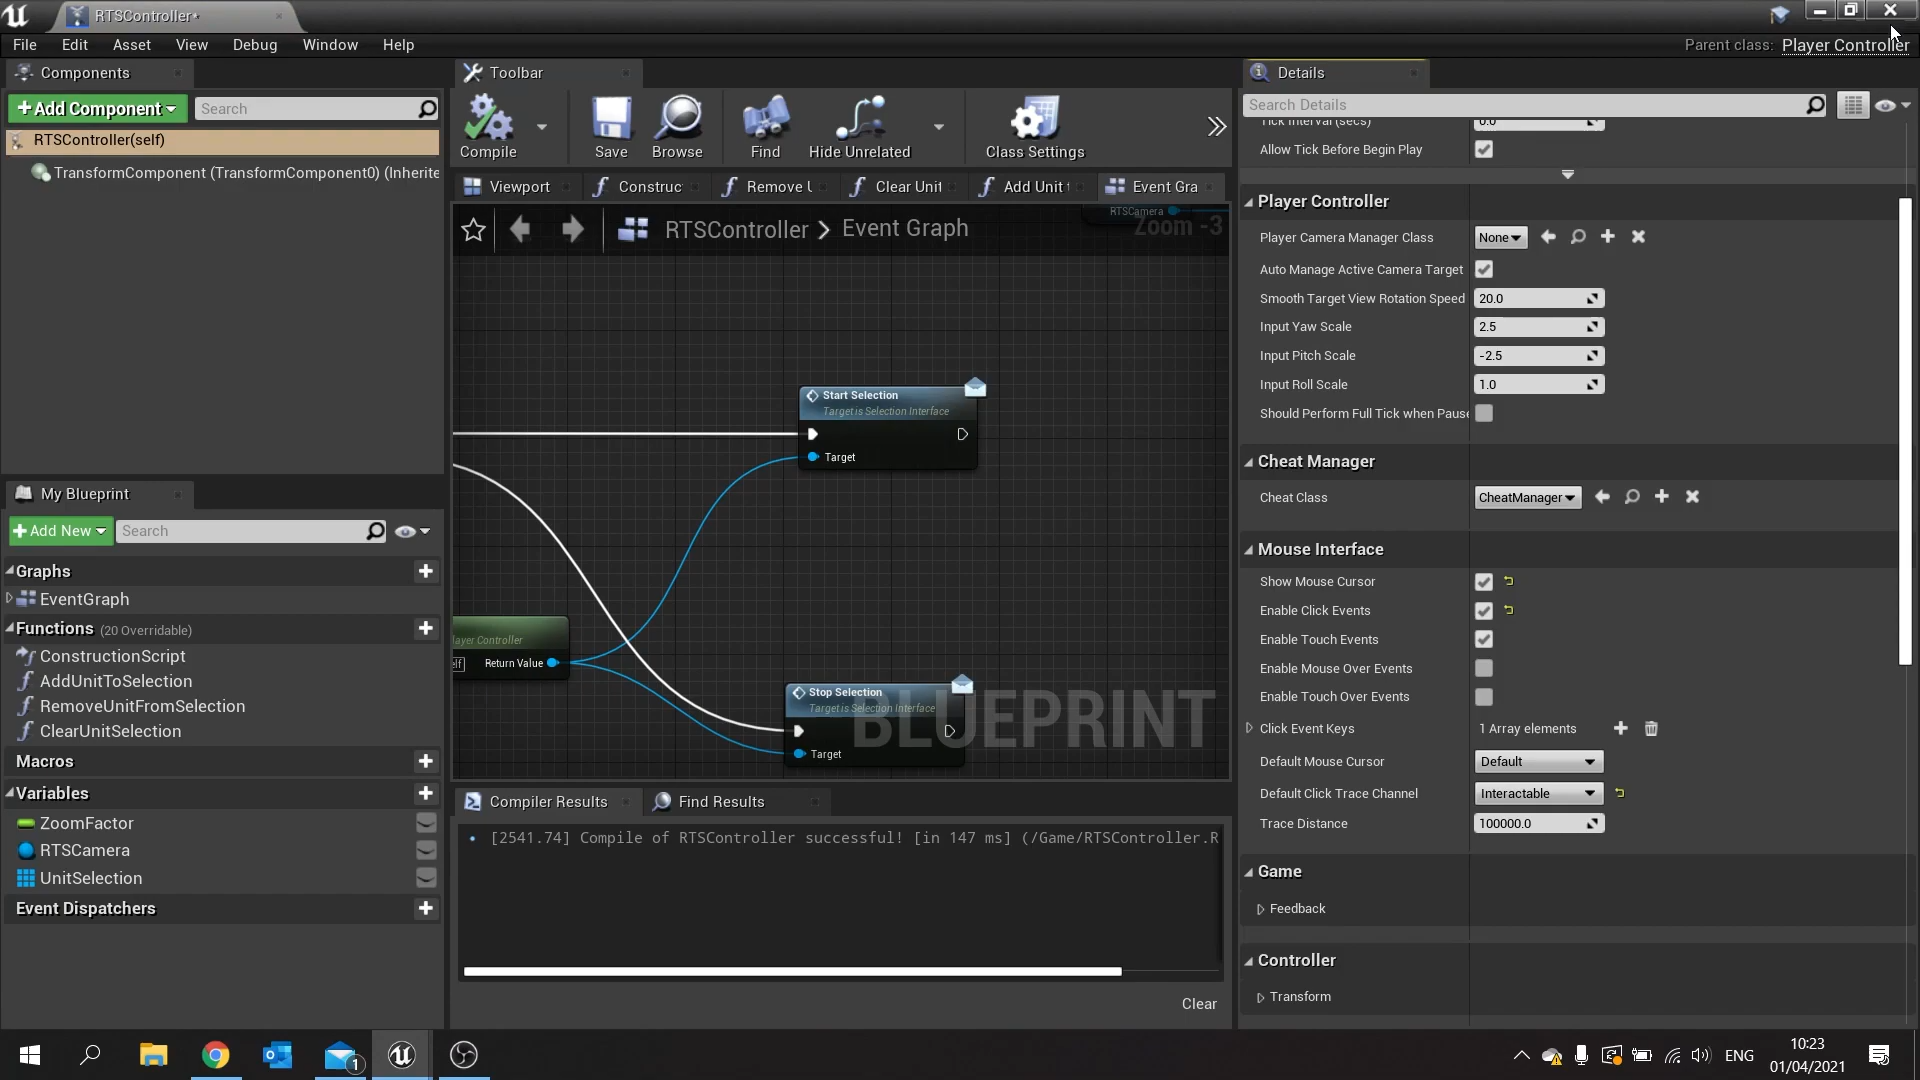 RTSController*
File Edit Asset View Debug Window Help
Parent class: Player Controller
Components
Add Component
Search
RTSController(self)
TransformComponent (TransformComponent0) (Inherite
My Blueprint
Add New
Search
Graphs
EventGraph
Functions (20 Overridable)
ConstructionScript
AddUnitToSelection
RemoveUnitFromSelection
ClearUnitSelection
Macros
Variables
ZoomFactor
RTSCamera
UnitSelection
Event Dispatchers
Toolbar
Compile
Save
Browse
Find
Hide Unrelated
Class Settings
Viewport
Construc
Remove U
Clear Unit
Add Unit t
Event Gra
RTSController > Event Graph
RTSCamera
Zoom -3
Start Selection
Target is Selection Interface
Target
layer Controller
elf
Return Value
Stop Selection
Target is Selection Interface
Target
BLUEPRINT
Compiler Results
Find Results
[2541.74] Compile of RTSController successful! [in 147 ms] (/Game/RTSController.R
Clear
Details
Search Details
Tick Interval (secs) 0.0
Allow Tick Before Begin Play
Player Controller
Player Camera Manager Class None
Auto Manage Active Camera Target
Smooth Target View Rotation Speed 20.0
Input Yaw Scale 2.5
Input Pitch Scale -2.5
Input Roll Scale 1.0
Should Perform Full Tick when Pause
Cheat Manager
Cheat Class CheatManager
Mouse Interface
Show Mouse Cursor
Enable Click Events
Enable Touch Events
Enable Mouse Over Events
Enable Touch Over Events
Click Event Keys 1 Array elements
Default Mouse Cursor Default
Default Click Trace Channel Interactable
Trace Distance 100000.0
Game
Feedback
Controller
Transform
1
ENG
10:23
01/04/2021